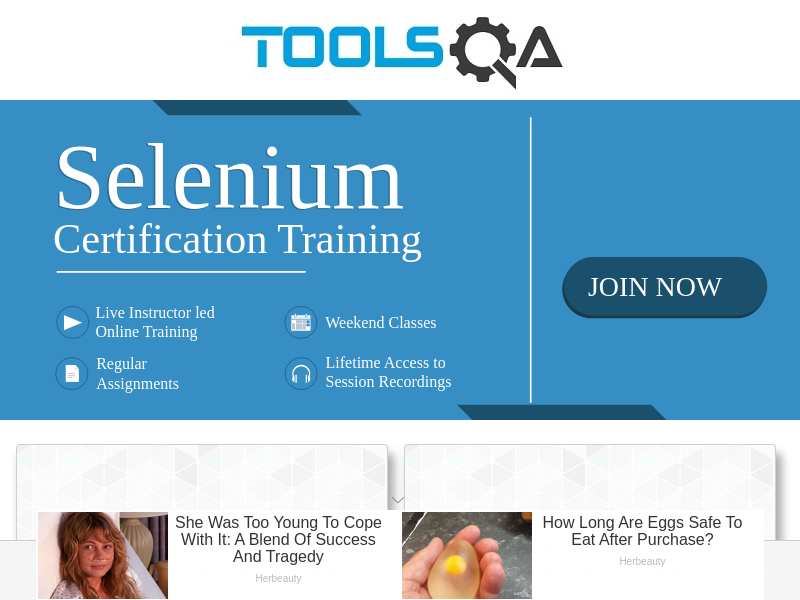 TOOLSQA
Selenium
Certification Training
Live Instructor led
Online Training
Weekend Classes
Regular
Assignments
Lifetime Access to
Session Recordings
JOIN NOW
She Was Too Young To Cope
With It: A Blend Of Success
And Tragedy
Herbeauty
How Long Are Eggs Safe To
Eat After Purchase?
Herbeauty